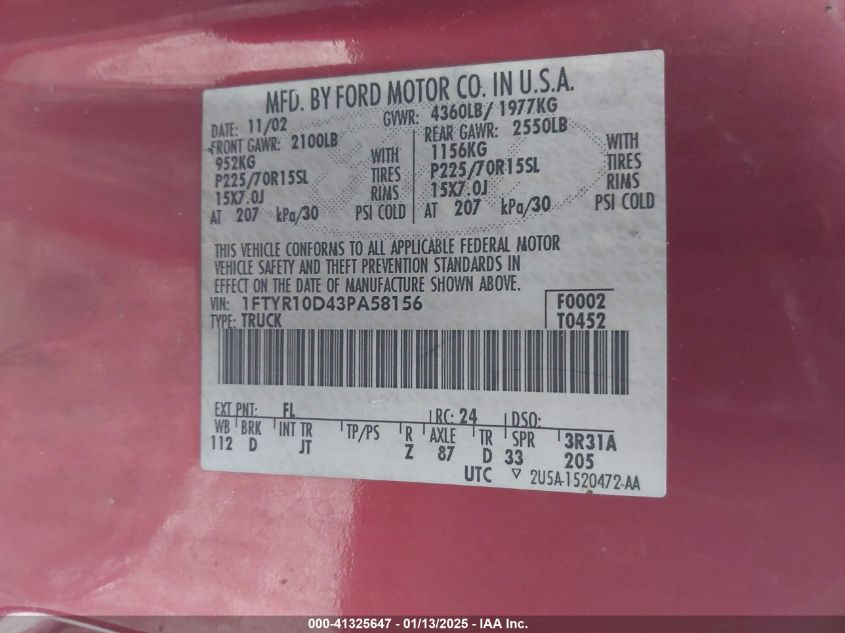 MFD. BY FORD MOTOR CO. IN U.S.A.
DATE: 11/02 GVWR: 4360LB/ 1977KG
FRONT GAWR: 2100LB REAR GAWR: 2550LB
952KG WITH 1156KG WITH
P225/70R15SL TIRES P225/70R15SL TIRES
15X7.0J RIMS 15X7.0J RIMS
AT 207 kPa/30 PSI COLD AT 207 kPa/30 PSI COLD
THIS VEHICLE CONFORMS TO ALL APPLICABLE FEDERAL MOTOR
VEHICLE SAFETY AND THEFT PREVENTION STANDARDS IN
EFFECT ON THE DATE OF MANUFACTURE SHOWN ABOVE.
VIN: 1FTYR10D43PA58156 F0002
TYPE: TRUCK T0452
EXT PNT: FL RC: 24 DSO:
WB BRK INT TR TP/PS R AXLE TR SPR 3R31A
112 D JT Z 87 D 33 205
UTC ▽ 2U5A-1520472-AA
000-41325647 - 01/13/2025 - IAA Inc.